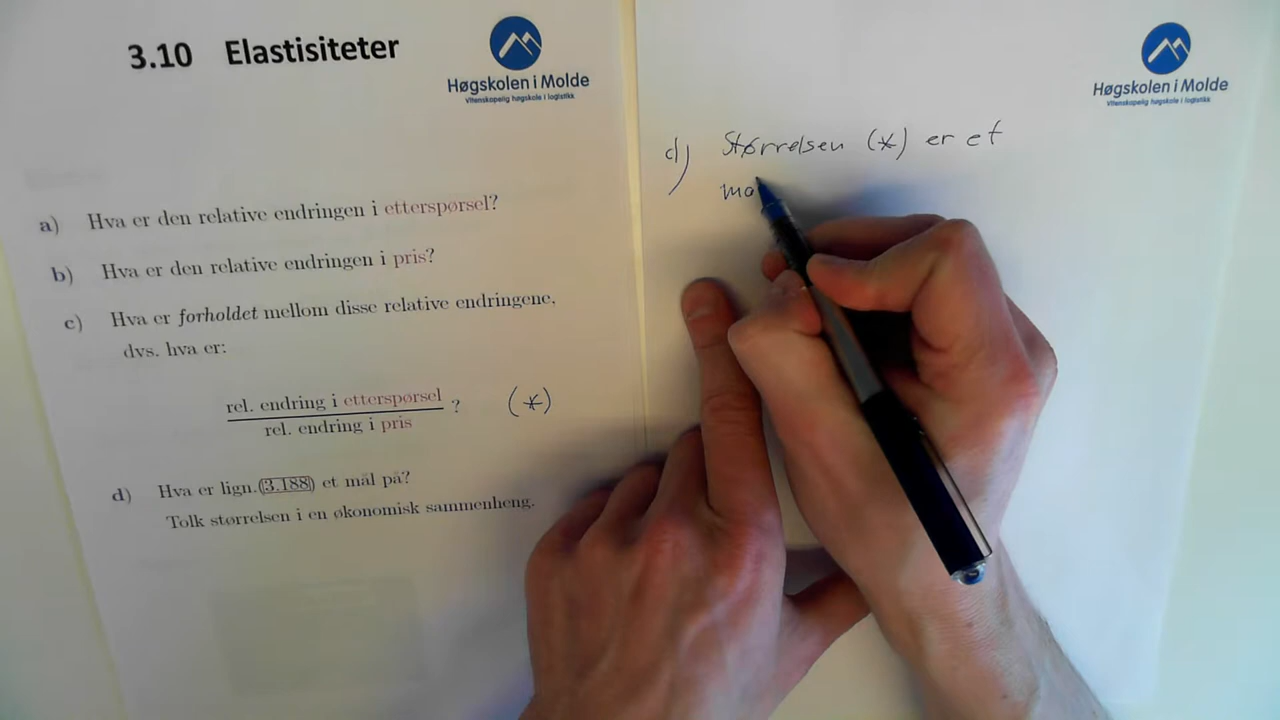 3.10 Elastisiteter
Høgskolen i Molde
Vitenskapelig høgskole i logistikk
a) Hva er den relative endringen i etterspørsel?
b) Hva er den relative endringen i pris?
c) Hva er forholdet mellom disse relative endringene,
dvs. hva er:
rel. endring i etterspørsel
rel. endring i pris
? (*)
d) Hva er lign.(3.188) et mål på?
Tolk størrelsen i en økonomisk sammenheng.
Høgskolen i Molde
Vitenskapelig høgskole i logistikk
d) Størrelsen (*) er et
må